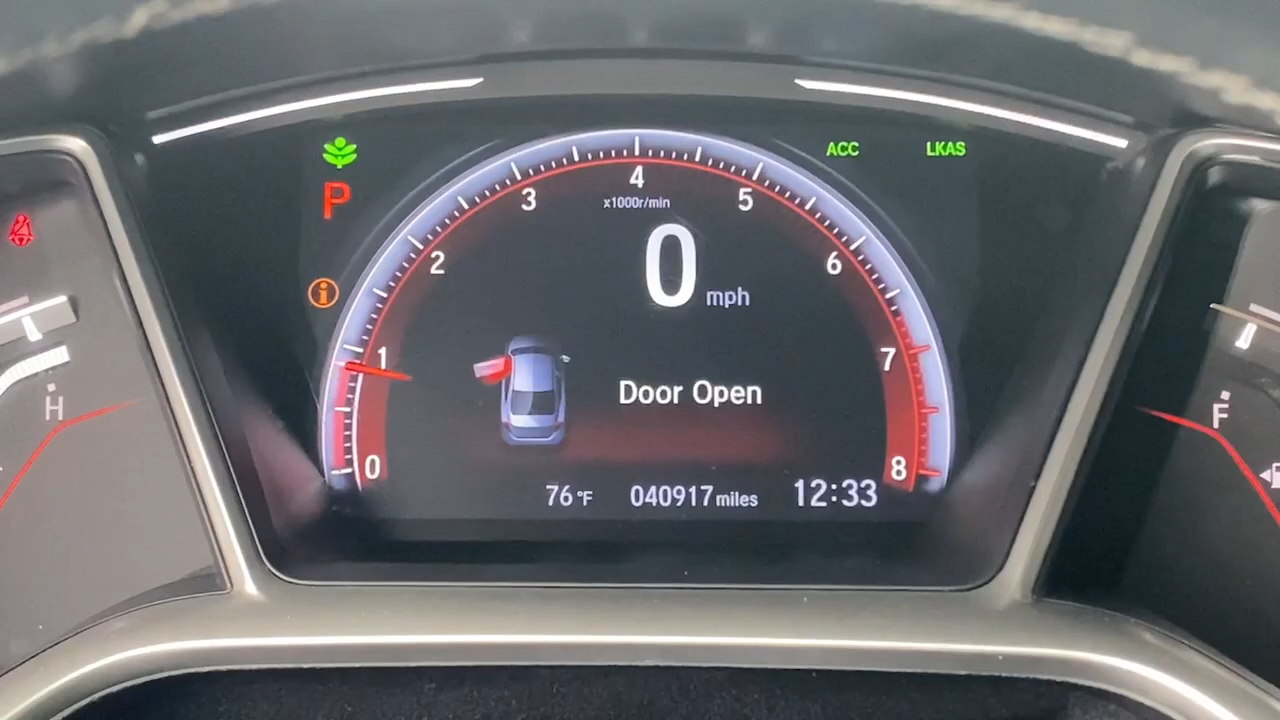 ACC LKAS
P
4
3 5
x1000r/min
2 0 6
mph
1 7
Door Open
H F
0 8
76°F 040917 miles 12:33